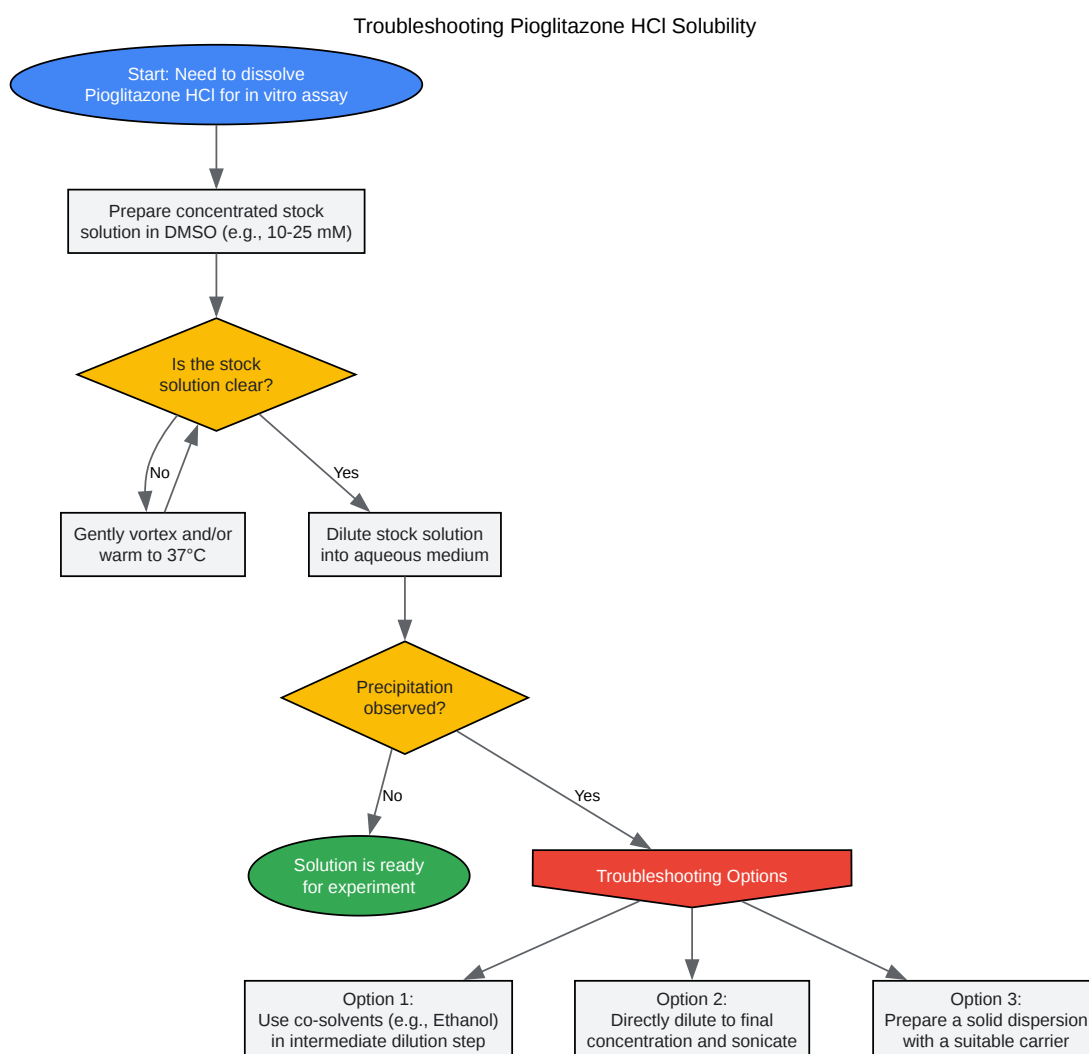 Troubleshooting Pioglitazone HCl Solubility
Start: Need to dissolve
Pioglitazone HCl for in vitro assay
Prepare concentrated stock
solution in DMSO (e.g., 10-25 mM)
Is the stock
solution clear?
No
Yes
Gently vortex and/or
warm to 37°C
Dilute stock solution
into aqueous medium
Precipitation
observed?
No
Yes
Solution is ready
for experiment
Troubleshooting Options
Option 1:
Use co-solvents (e.g., Ethanol)
in intermediate dilution step
Option 2:
Directly dilute to final
concentration and sonicate
Option 3:
Prepare a solid dispersion
with a suitable carrier